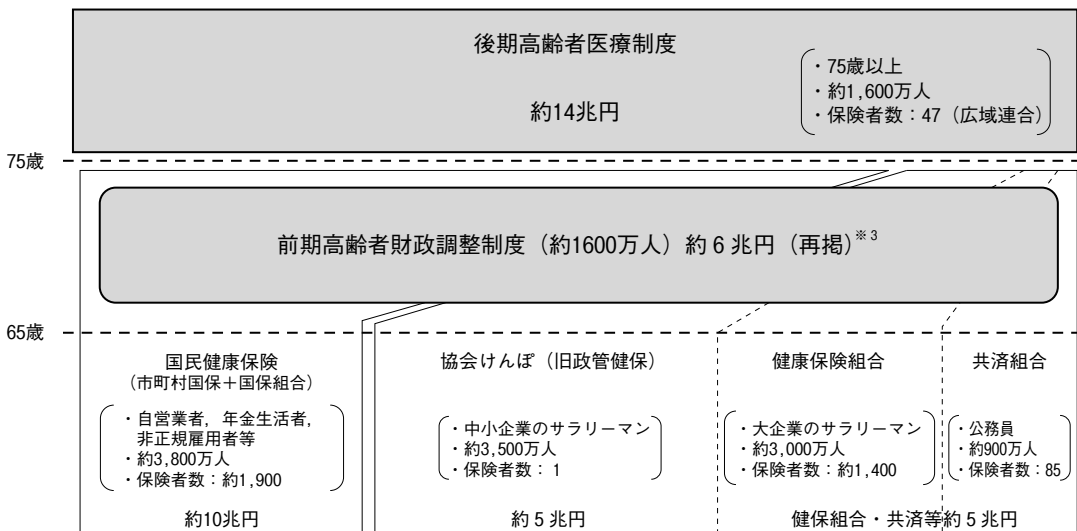 後期高齢者医療制度
約14兆円
・75歳以上
・約1,600万人
・保険者数：47（広域連合）
75歳
前期高齢者財政調整制度（約1600万人）約６兆円（再掲）※３
65歳
国民健康保険
（市町村国保＋国保組合）
・自営業者，年金生活者，
非正規雇用者等
・約3,800万人
・保険者数：約1,900
約10兆円
協会けんぽ（旧政管健保）
・中小企業のサラリーマン
・約3,500万人
・保険者数：１
約５兆円
健康保険組合
・大企業のサラリーマン
・約3,000万人
・保険者数：約1,400
共済組合
・公務員
・約900万人
・保険者数：85
健保組合・共済等約５兆円